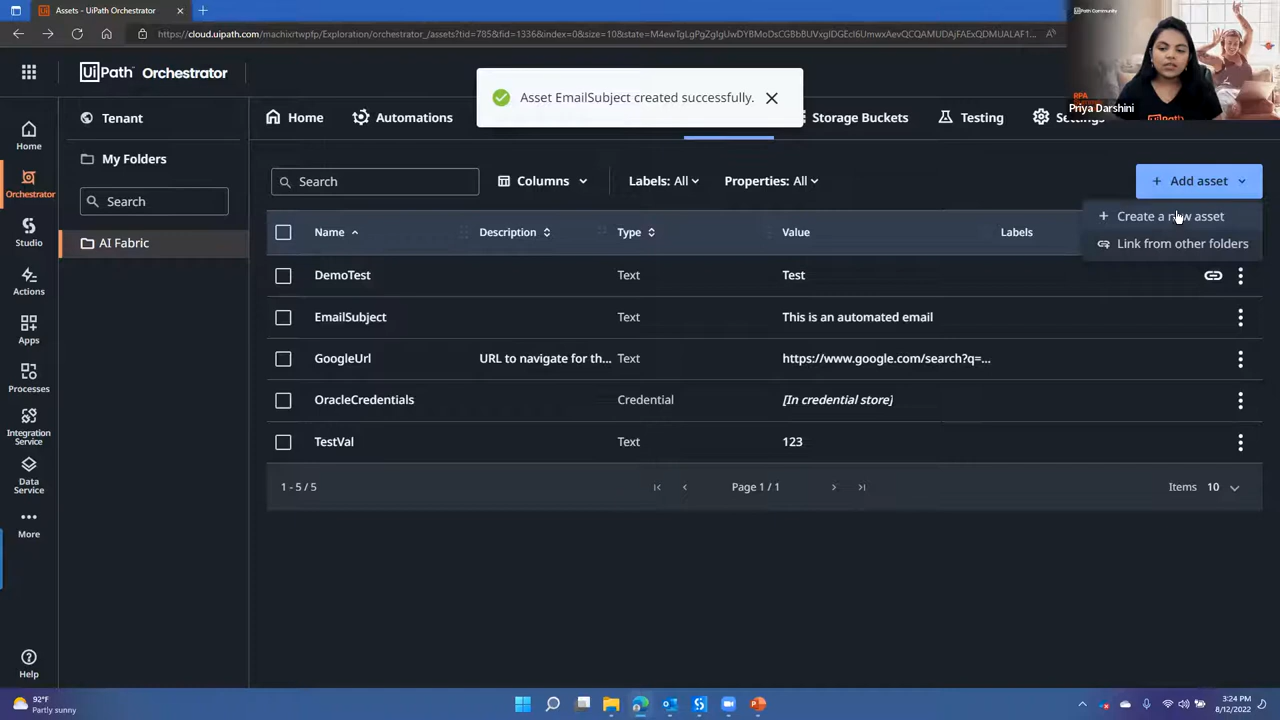 Assets - UiPath Orchestrator
https://cloud.uipath.com/machixrtwpfp/Exploration/orchestrator_/assets?tid=785&fid=1336&index=0&size=10&state=
UiPath Community
UiPath Orchestrator
Asset EmailSubject created successfully.
Priya Darshini
Tenant
Home
Automations
Storage Buckets
Testing
Settings
Home
My Folders
Search
Columns
Labels: All
Properties: All
+ Add asset
Orchestrator
Search
+ Create a new asset
Link from other folders
Studio
AI Fabric
Name
Description
Type
Value
Labels
DemoTest Text Test
Actions
EmailSubject Text This is an automated email
Apps
GoogleUrl URL to navigate for th... Text https://www.google.com/search?q=...
Processes
OracleCredentials Credential [In credential store]
Integration
Service
TestVal Text 123
Data
Service
1 - 5 / 5
Page 1 / 1
Items 10
More
Help
92°F
Partly sunny
3:24 PM
8/12/2022